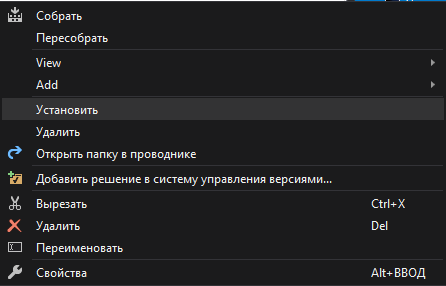 Собрать
Пересобрать
View
Add
Установить
Удалить
Открыть папку в проводнике
Добавить решение в систему управления версиями...
Вырезать Ctrl+X
Удалить Del
Переименовать
Свойства Alt+ВВОД